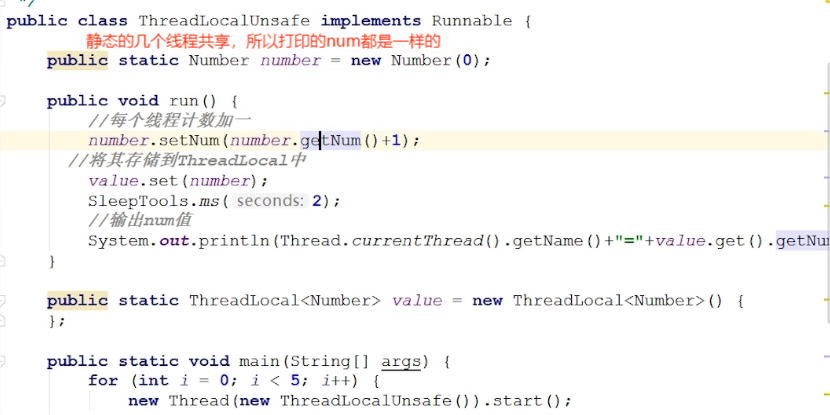 */
public class ThreadLocalUnsafe implements Runnable {
静态的几个线程共享，所以打印的num都是一样的
public static Number number = new Number(0);
public void run() {
//每个线程计数加一
number.setNum(number.getNum()+1);
//将其存储到ThreadLocal中
value.set(number);
SleepTools.ms( seconds: 2);
//输出num值
System.out.println(Thread.currentThread().getName()+"="+value.get().getNu
}
public static ThreadLocal<Number> value = new ThreadLocal<Number>() {
};
public static void main(String[] args) {
for (int i = 0; i < 5; i++) {
new Thread(new ThreadLocalUnsafe()).start();